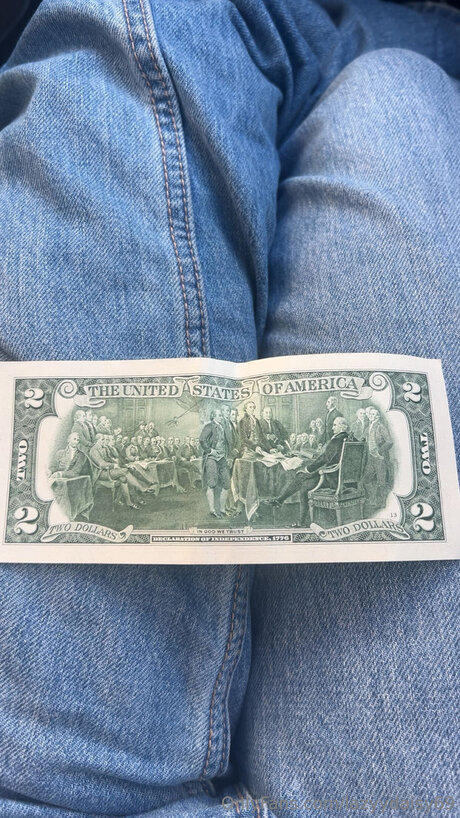 2 THE UNITED STATES OF AMERICA 2
TWO TWO
2 13 2
TWO DOLLARS IN GOD WE TRUST TWO DOLLARS
DECLARATION OF INDEPENDENCE, 1776